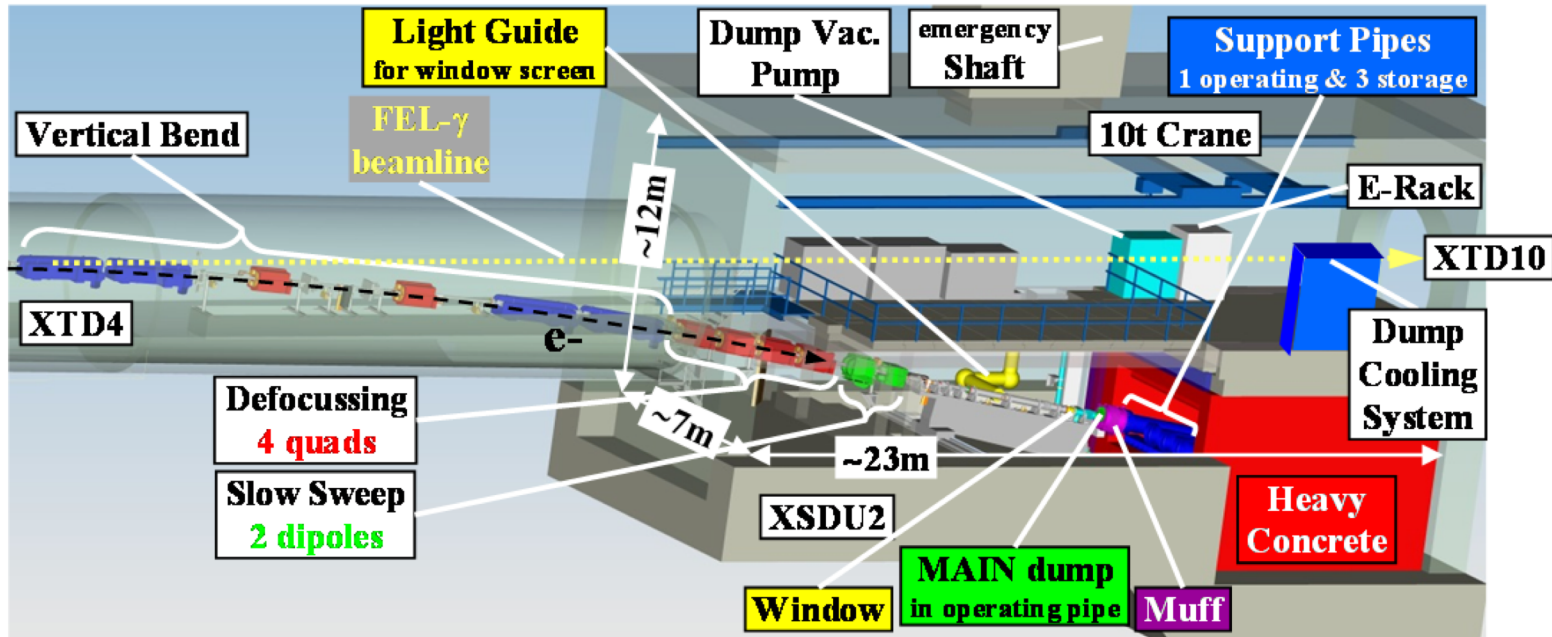 Light Guide
for window screen
Dump Vac.
Pump
emergency
Shaft
Support Pipes
1 operating & 3 storage
Vertical Bend
FEL-γ
beamline
10t Crane
E-Rack
~12m
XTD10
XTD4
e-
Dump
Cooling
System
Defocussing
4 quads
~7m
~23m
Slow Sweep
2 dipoles
XSDU2
Heavy
Concrete
MAIN dump
in operating pipe
Window
Muff